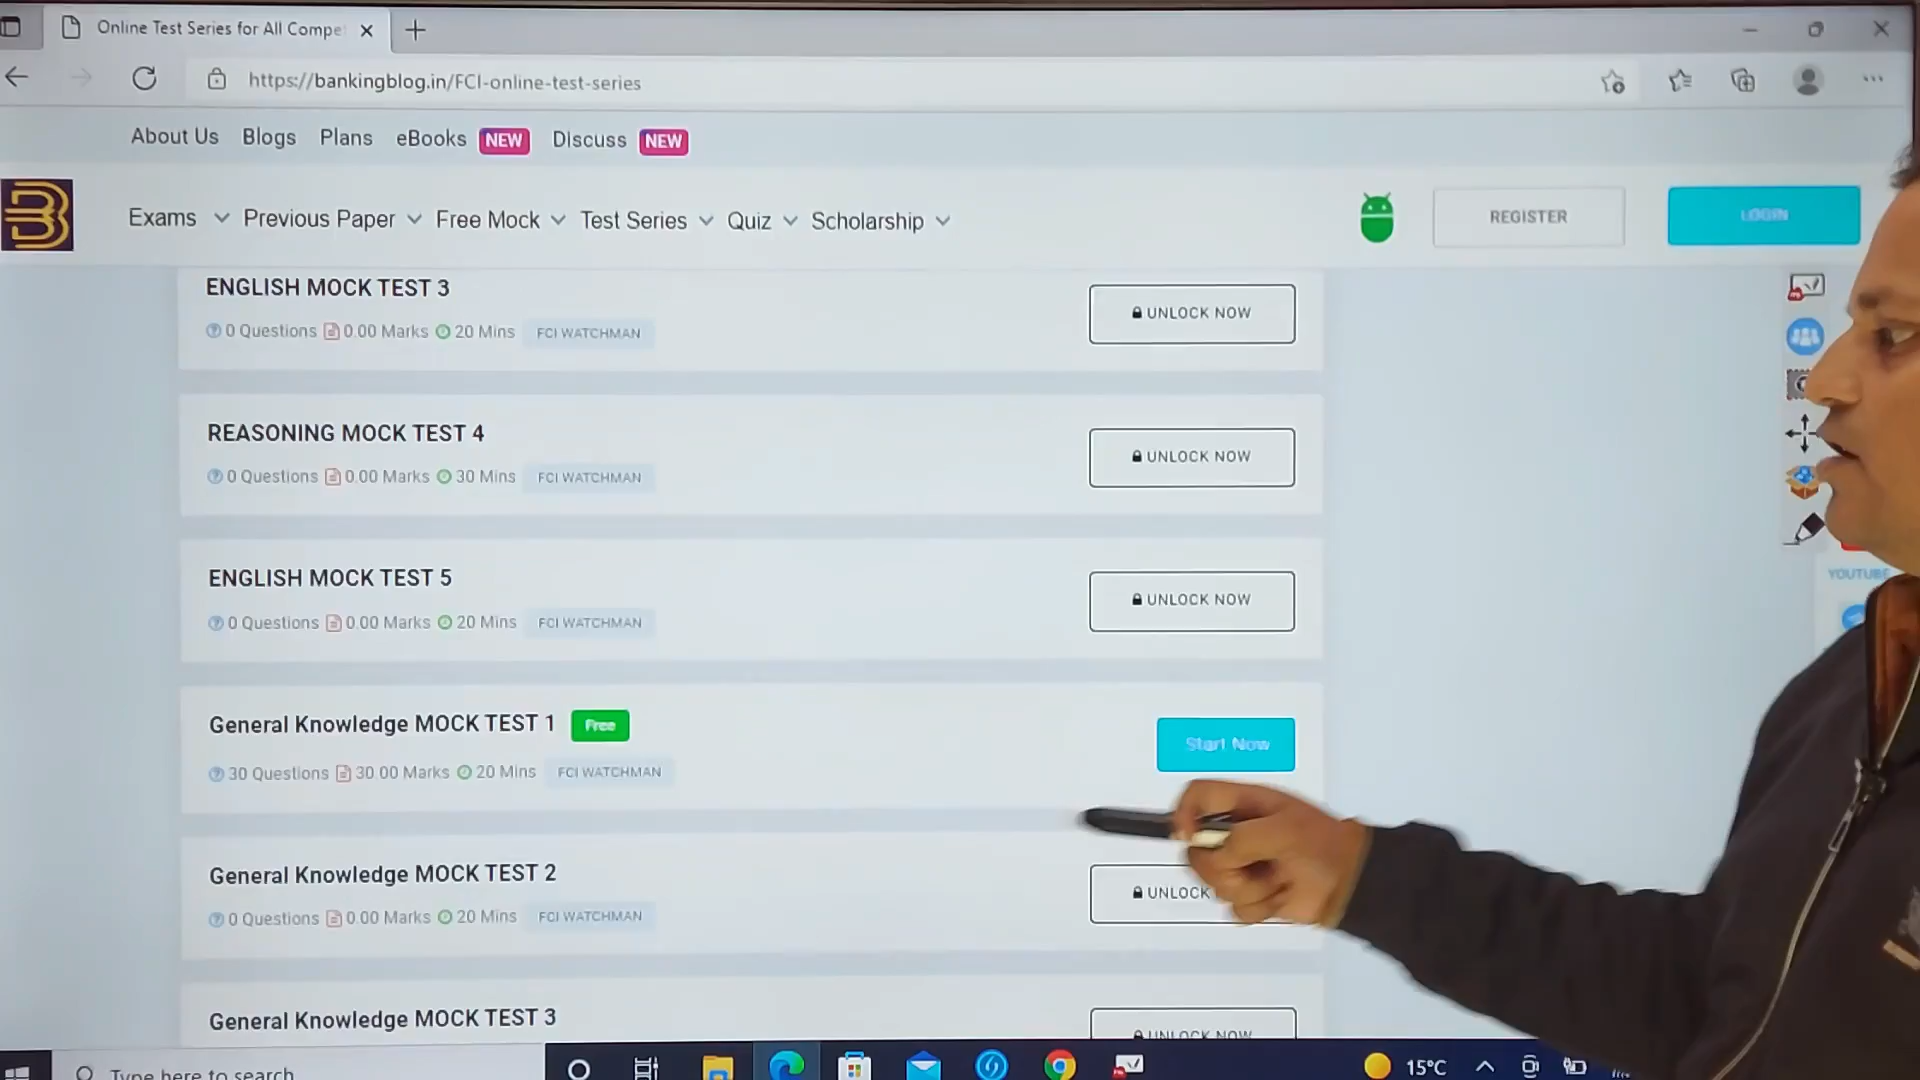 Online Test Series for All Compe
https://bankingblog.in/FCI-online-test-series
About Us Blogs Plans eBooks NEW Discuss NEW
Exams Previous Paper Free Mock Test Series Quiz Scholarship REGISTER LOGIN
ENGLISH MOCK TEST 3
0 Questions 0.00 Marks 20 Mins FCI WATCHMAN
UNLOCK NOW
REASONING MOCK TEST 4
0 Questions 0.00 Marks 30 Mins FCI WATCHMAN
UNLOCK NOW
ENGLISH MOCK TEST 5
0 Questions 0.00 Marks 20 Mins FCI WATCHMAN
UNLOCK NOW
YOUTUBE
General Knowledge MOCK TEST 1 Free
30 Questions 30.00 Marks 20 Mins FCI WATCHMAN
Start Now
General Knowledge MOCK TEST 2
0 Questions 0.00 Marks 20 Mins FCI WATCHMAN
UNLOCK
General Knowledge MOCK TEST 3
UNLOCK NOW
Type here to search
15°C